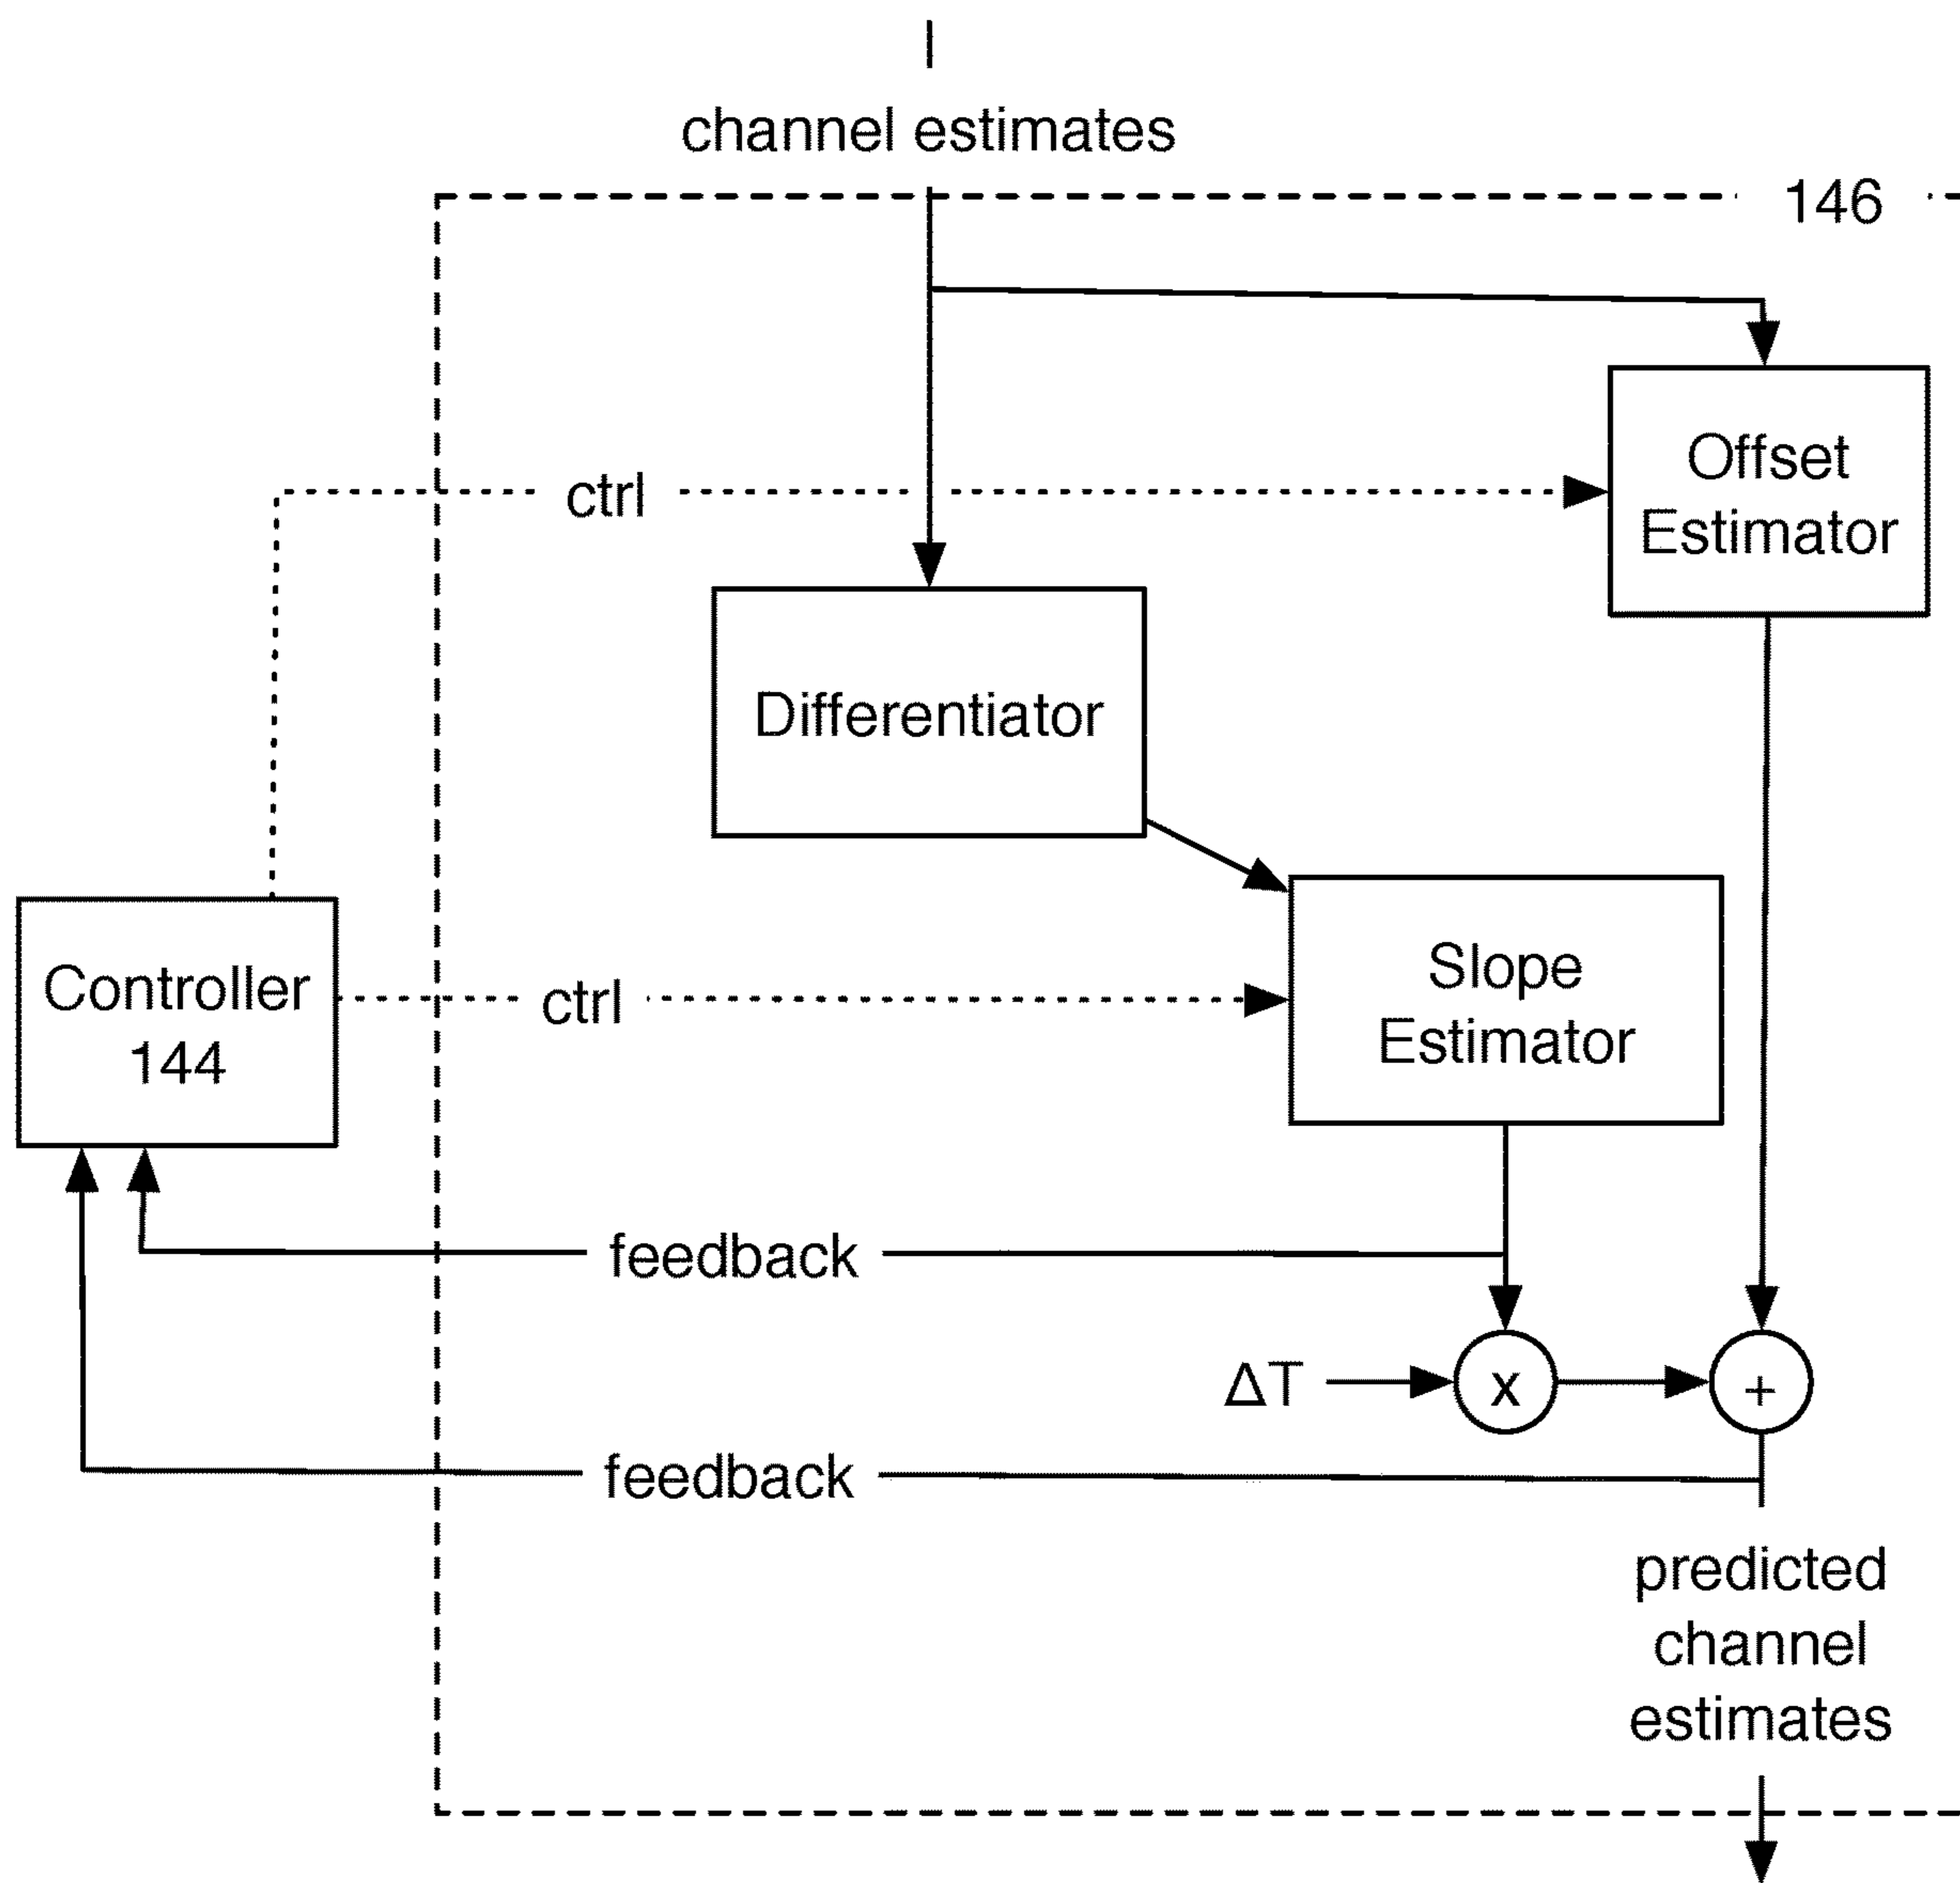 channel estimates
146
Offset
Estimator
ctrl
Differentiator
Slope
Estimator
Controller
144
ctrl
feedback
ΔT
x
+
feedback
predicted
channel
estimates